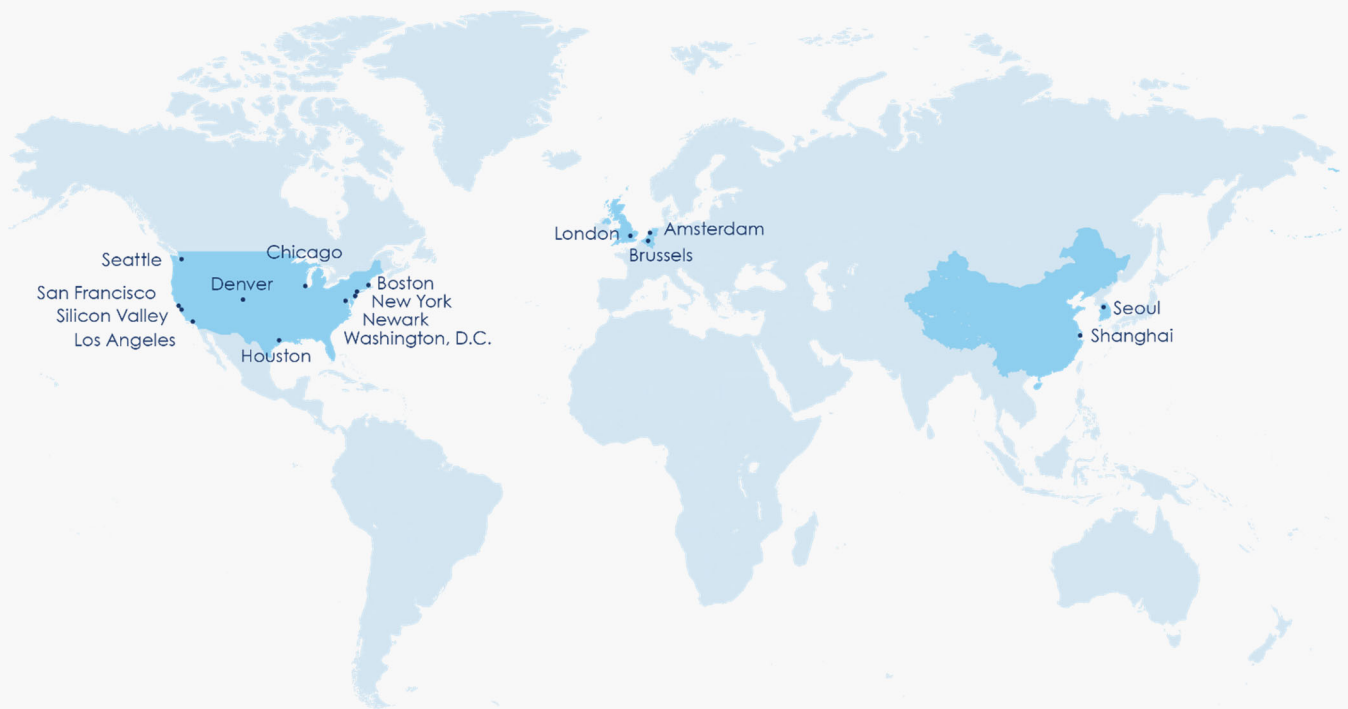 Seattle
Chicago
Denver
San Francisco
Silicon Valley
Los Angeles
Houston
Boston
New York
Newark
Washington, D.C.
London
Amsterdam
Brussels
Seoul
Shanghai